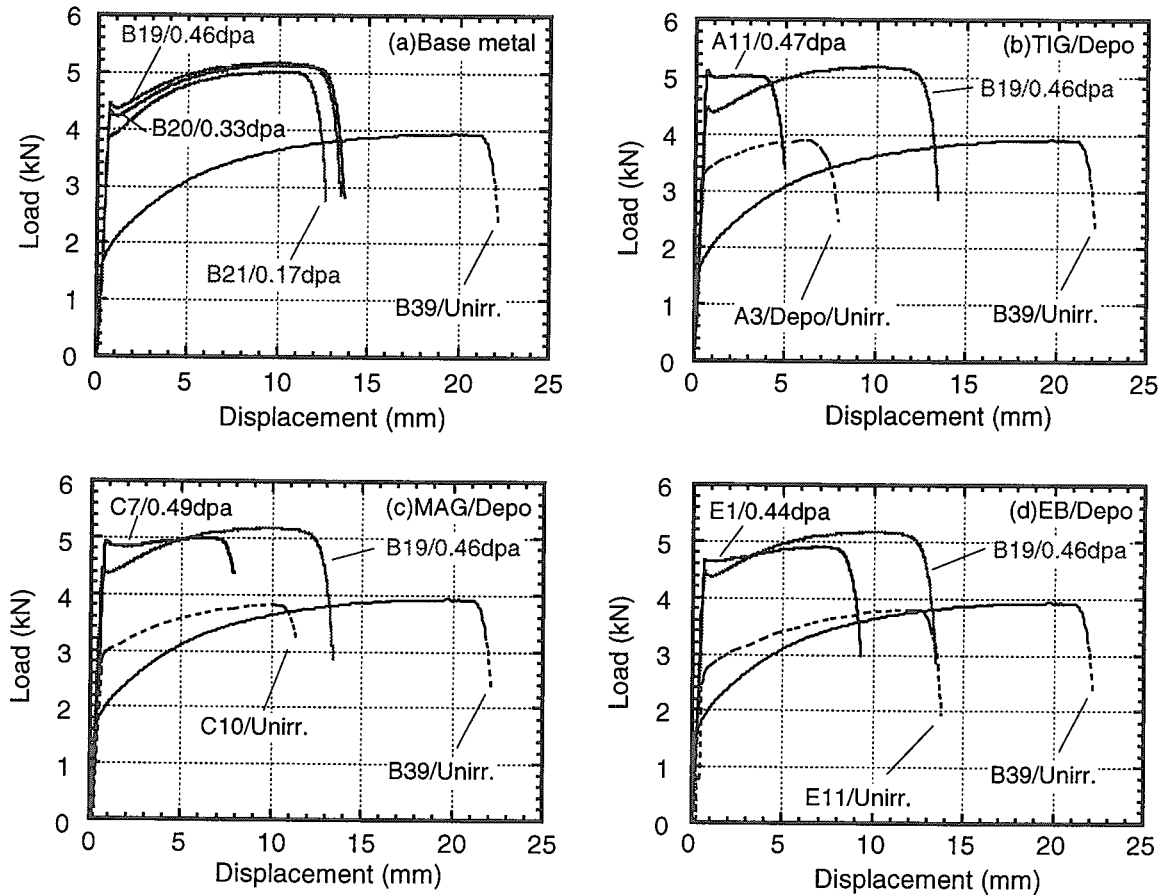 6
5
4
3
2
1
0
Load (kN)
B19/0.46dpa
(a)Base metal
B20/0.33dpa
B21/0.17dpa
B39/Unirr.
0 5 10 15 20 25
Displacement (mm)
6
5
4
3
2
1
0
Load (kN)
A11/0.47dpa
(b)TIG/Depo
B19/0.46dpa
A3/Depo/Unirr.
B39/Unirr.
0 5 10 15 20 25
Displacement (mm)
6
5
4
3
2
1
0
Load (kN)
C7/0.49dpa
(c)MAG/Depo
B19/0.46dpa
C10/Unirr.
B39/Unirr.
0 5 10 15 20 25
Displacement (mm)
6
5
4
3
2
1
0
Load (kN)
E1/0.44dpa
(d)EB/Depo
B19/0.46dpa
E11/Unirr.
B39/Unirr.
0 5 10 15 20 25
Displacement (mm)